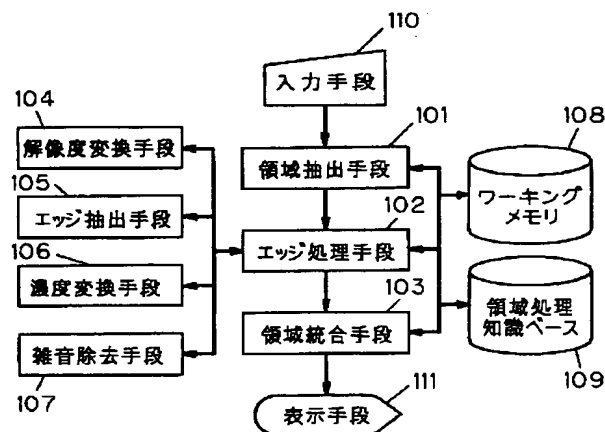 110
入力手段
104
解像度変換手段
101
領域抽出手段
108
ワーキング
メモリ
105
エッジ抽出手段
102
エッジ処理手段
106
濃度変換手段
103
領域統合手段
領域処理
知識ベース
109
雑音除去手段
107
111
表示手段